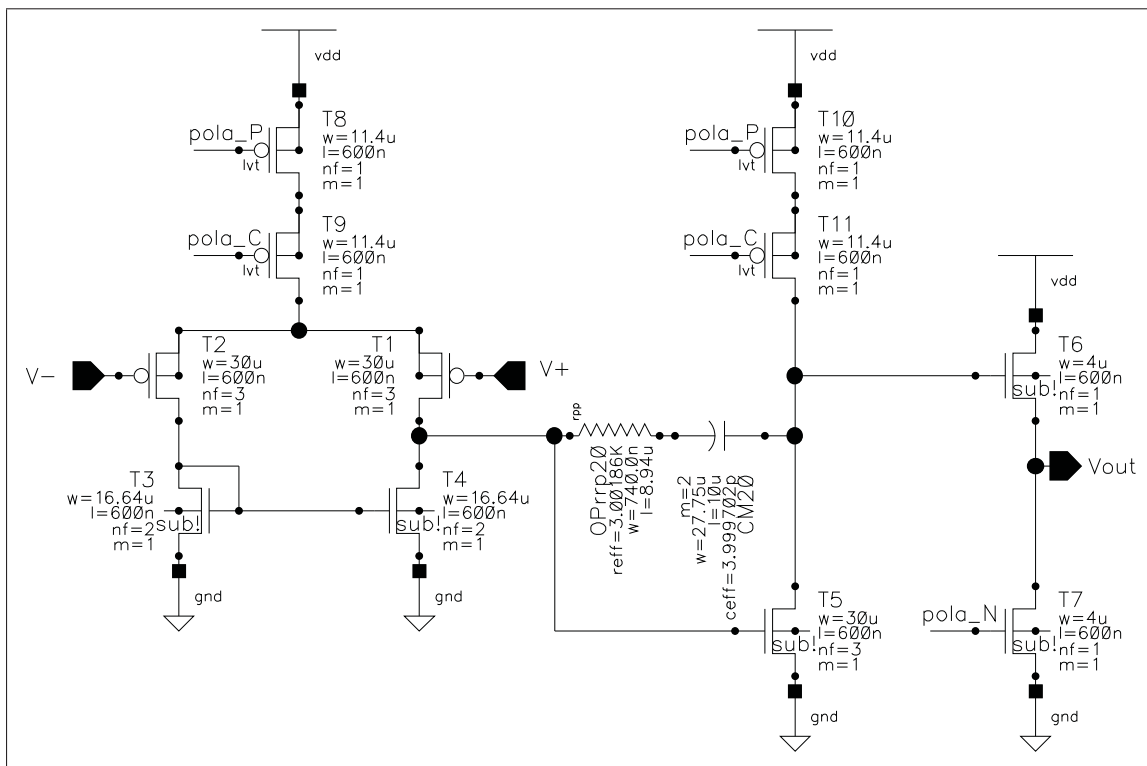 vdd
vdd
pola_P
lvt
T8
w=11.4u
l=600n
nf=1
m=1
pola_P
lvt
T10
w=11.4u
l=600n
nf=1
m=1
pola_C
lvt
T9
w=11.4u
l=600n
nf=1
m=1
pola_C
lvt
T11
w=11.4u
l=600n
nf=1
m=1
vdd
V-
T2
w=30u
l=600n
nf=3
m=1
T1
w=30u
l=600n
nf=3
m=1
V+
T6
w=4u
l=600n
sub!
nf=1
m=1
rpp
OPrrp20
reff=3.00186K
w=740.0n
l=8.94u
m=2
w=27.75u
l=10u
ceff=3.999702p
CM20
Vout
T3
w=16.64u
l=600n
nf=2
sub!
m=1
T4
w=16.64u
l=600n
sub!
nf=2
m=1
gnd
gnd
T5
w=30u
l=600n
sub!
nf=3
m=1
pola_N
T7
w=4u
l=600n
sub!
nf=1
m=1
gnd
gnd